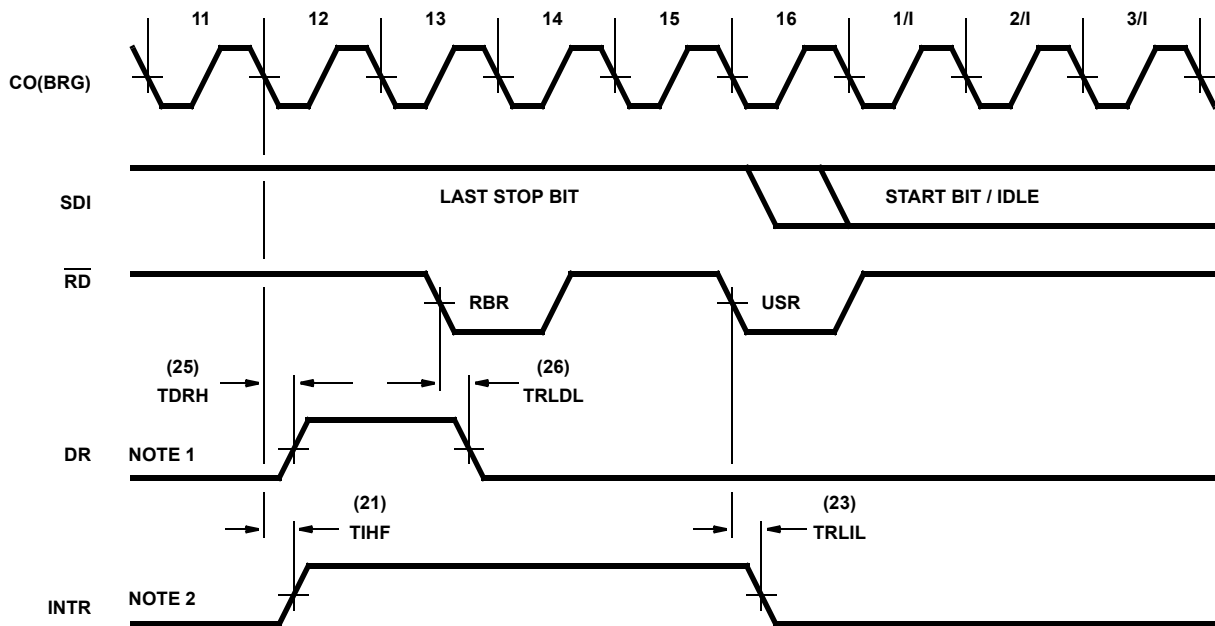 11 12 13 14 15 16 1/I 2/I 3/I
CO(BRG)
SDI
LAST STOP BIT
START BIT / IDLE
RD
RBR
USR
(25)
TDRH
(26)
TRLDL
DR
NOTE 1
(21)
TIHF
(23)
TRLIL
INTR
NOTE 2